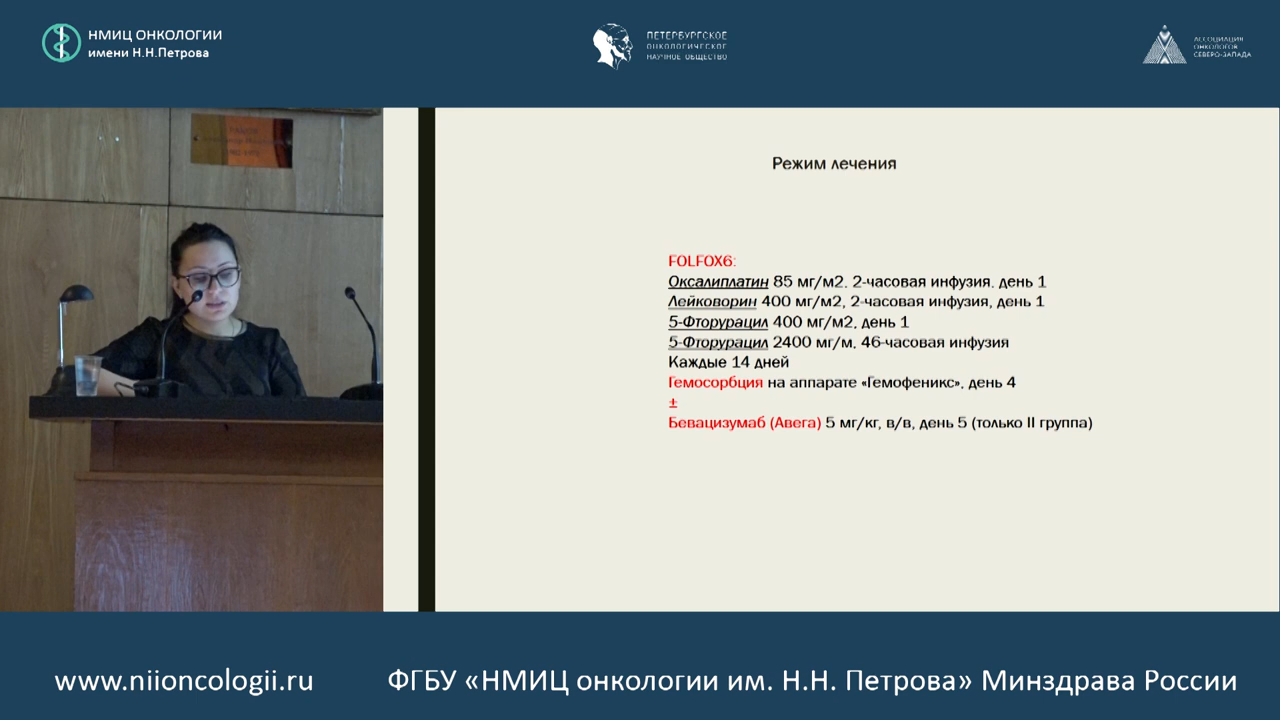 НМИЦ ОНКОЛОГИИ
имени Н.Н.Петрова
ПЕТЕРБУРГСКОЕ
ОНКОЛОГИЧЕСКОЕ
НАУЧНОЕ ОБЩЕСТВО
АССОЦИАЦИЯ
ОНКОЛОГОВ
СЕВЕРО-ЗАПАДА
Режим лечения
FOLFOX6:
Оксалиплатин 85 мг/м2, 2-часовая инфузия, день 1
Лейковорин 400 мг/м2, 2-часовая инфузия, день 1
5-Фторурацил 400 мг/м2, день 1
5-Фторурацил 2400 мг/м, 46-часовая инфузия
Каждые 14 дней
Гемосорбция на аппарате «Гемофеникс», день 4
±
Бевацизумаб (Авега) 5 мг/кг, в/в, день 5 (только II группа)
www.niioncologii.ru
ФГБУ «НМИЦ онкологии им. Н.Н. Петрова» Минздрава России